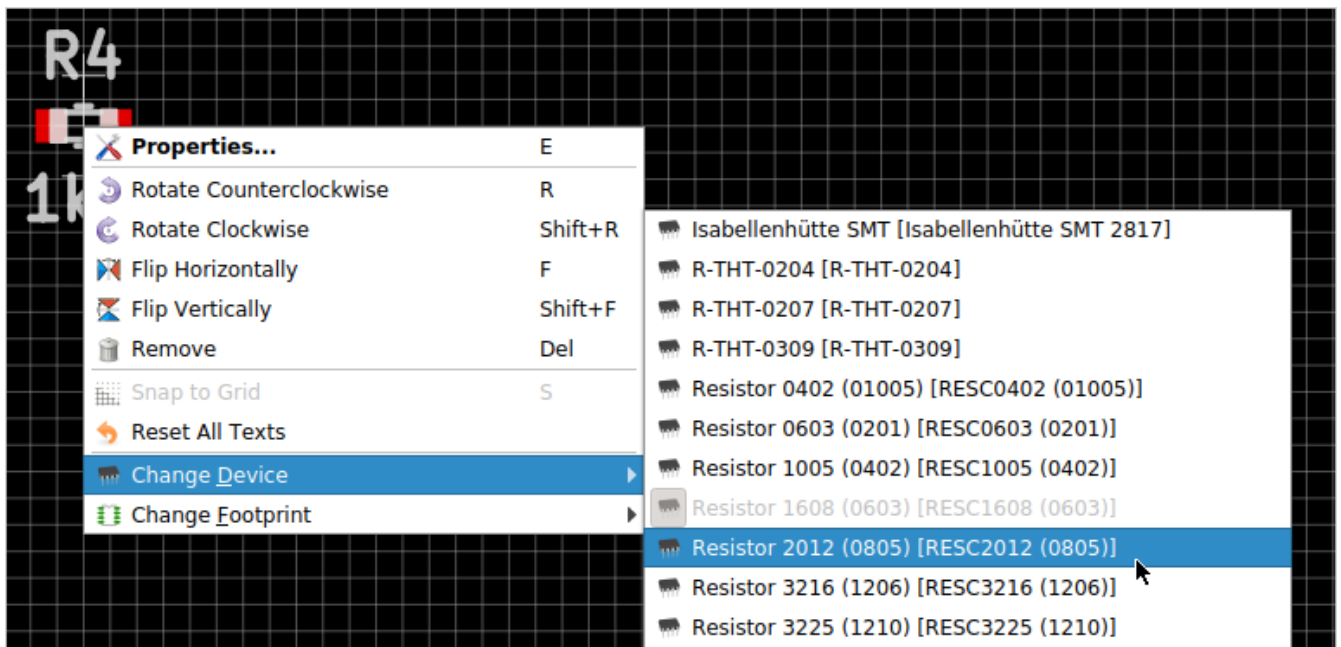 R4
1k
Properties... E
Rotate Counterclockwise R
Rotate Clockwise Shift+R
Flip Horizontally F
Flip Vertically Shift+F
Remove Del
Snap to Grid S
Reset All Texts
Change Device
Change Footprint
Isabellenhütte SMT [Isabellenhütte SMT 2817]
R-THT-0204 [R-THT-0204]
R-THT-0207 [R-THT-0207]
R-THT-0309 [R-THT-0309]
Resistor 0402 (01005) [RESC0402 (01005)]
Resistor 0603 (0201) [RESC0603 (0201)]
Resistor 1005 (0402) [RESC1005 (0402)]
Resistor 1608 (0603) [RESC1608 (0603)]
Resistor 2012 (0805) [RESC2012 (0805)]
Resistor 3216 (1206) [RESC3216 (1206)]
Resistor 3225 (1210) [RESC3225 (1210)]